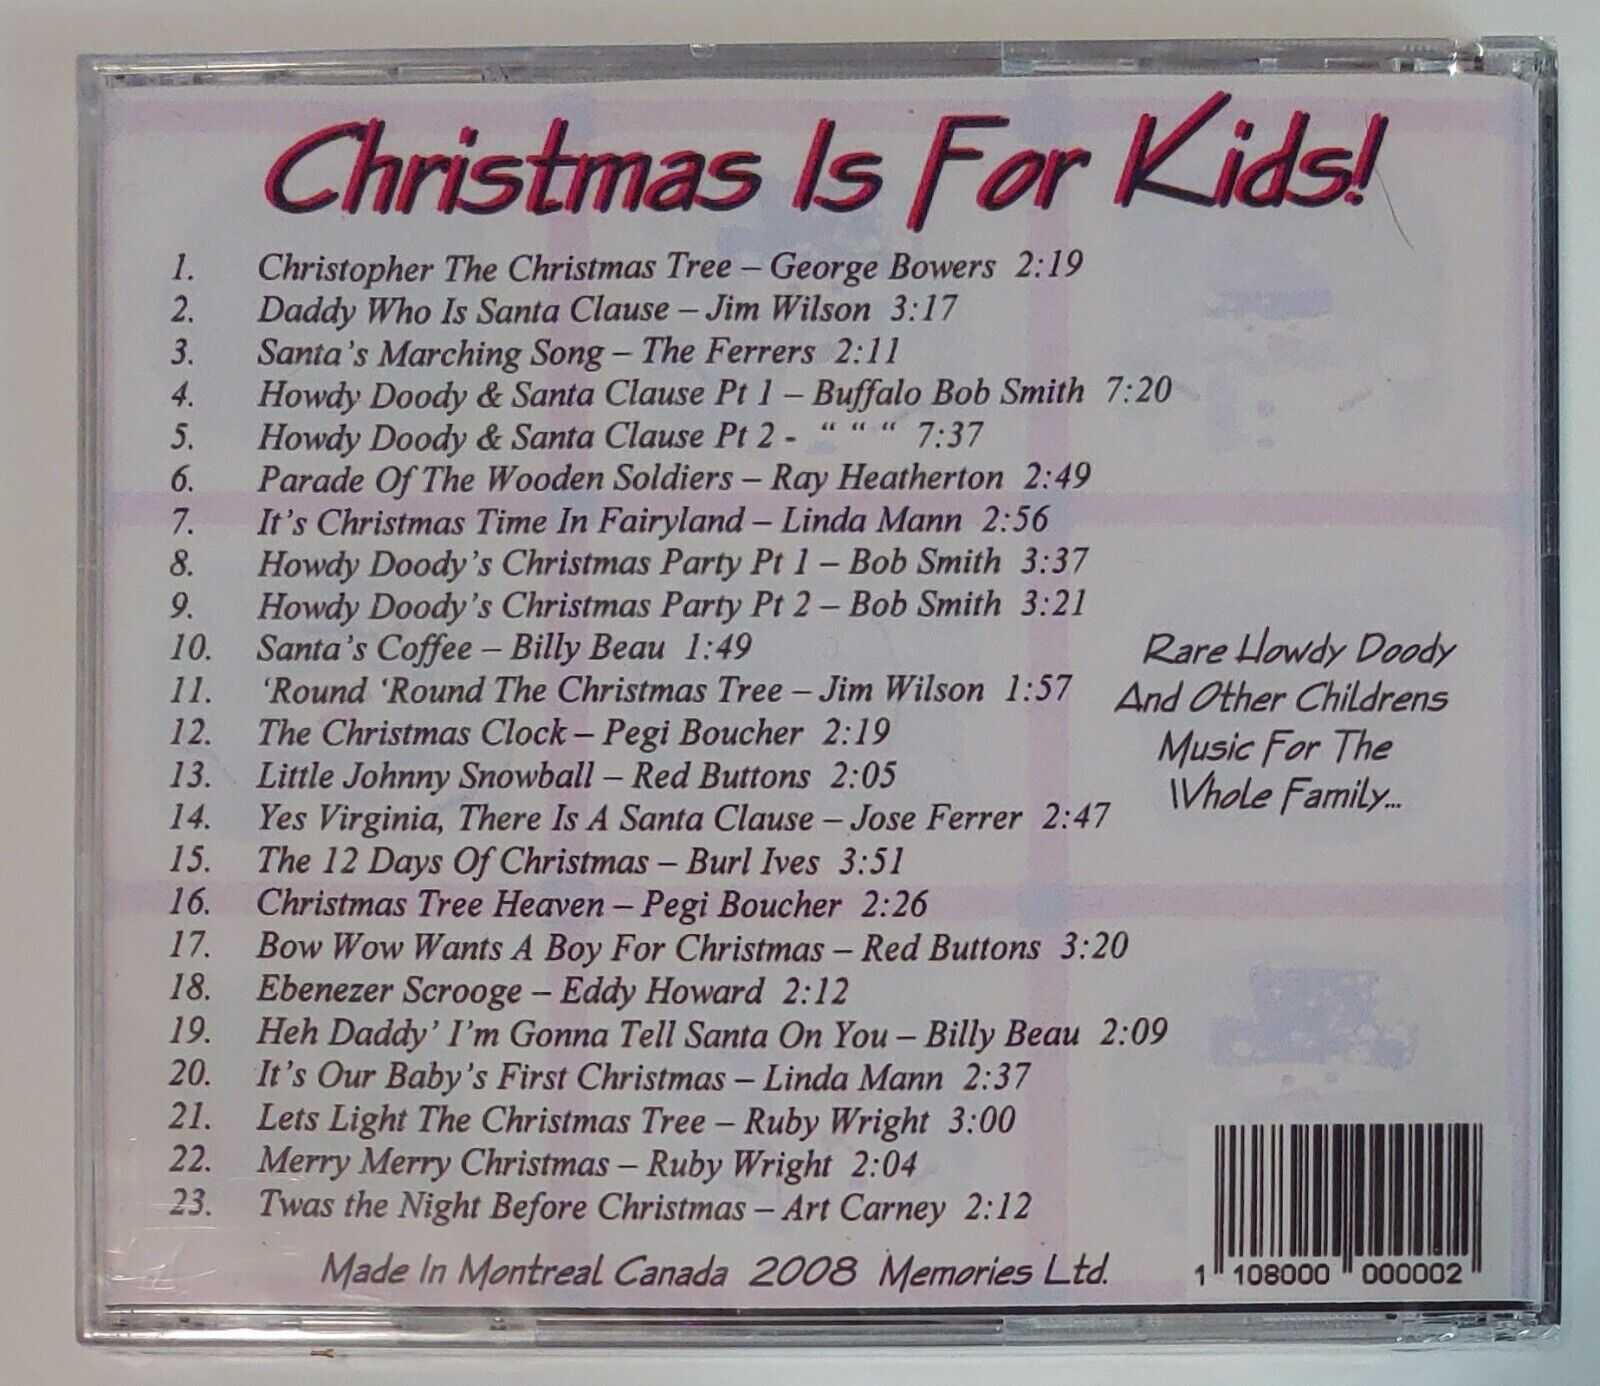 Christmas Is For Kids!
1. Christopher The Christmas Tree – George Bowers 2:19
2. Daddy Who Is Santa Clause – Jim Wilson 3:17
3. Santa's Marching Song – The Ferrers 2:11
4. Howdy Doody & Santa Clause Pt 1 – Buffalo Bob Smith 7:20
5. Howdy Doody & Santa Clause Pt 2 - “ “ “ 7:37
6. Parade Of The Wooden Soldiers – Ray Heatherton 2:49
7. It's Christmas Time In Fairyland – Linda Mann 2:56
8. Howdy Doody's Christmas Party Pt 1 – Bob Smith 3:37
9. Howdy Doody's Christmas Party Pt 2 – Bob Smith 3:21
10. Santa's Coffee – Billy Beau 1:49
11. ‘Round ‘Round The Christmas Tree – Jim Wilson 1:57
12. The Christmas Clock – Pegi Boucher 2:19
13. Little Johnny Snowball – Red Buttons 2:05
14. Yes Virginia, There Is A Santa Clause – Jose Ferrer 2:47
15. The 12 Days Of Christmas – Burl Ives 3:51
16. Christmas Tree Heaven – Pegi Boucher 2:26
17. Bow Wow Wants A Boy For Christmas – Red Buttons 3:20
18. Ebenezer Scrooge – Eddy Howard 2:12
19. Heh Daddy’ I'm Gonna Tell Santa On You – Billy Beau 2:09
20. It's Our Baby's First Christmas – Linda Mann 2:37
21. Lets Light The Christmas Tree – Ruby Wright 3:00
22. Merry Merry Christmas – Ruby Wright 2:04
23. Twas the Night Before Christmas – Art Carney 2:12
Rare Howdy Doody
And Other Childrens
Music For The
Whole Family...
Made In Montreal Canada 2008 Memories Ltd.
1 108000 000002